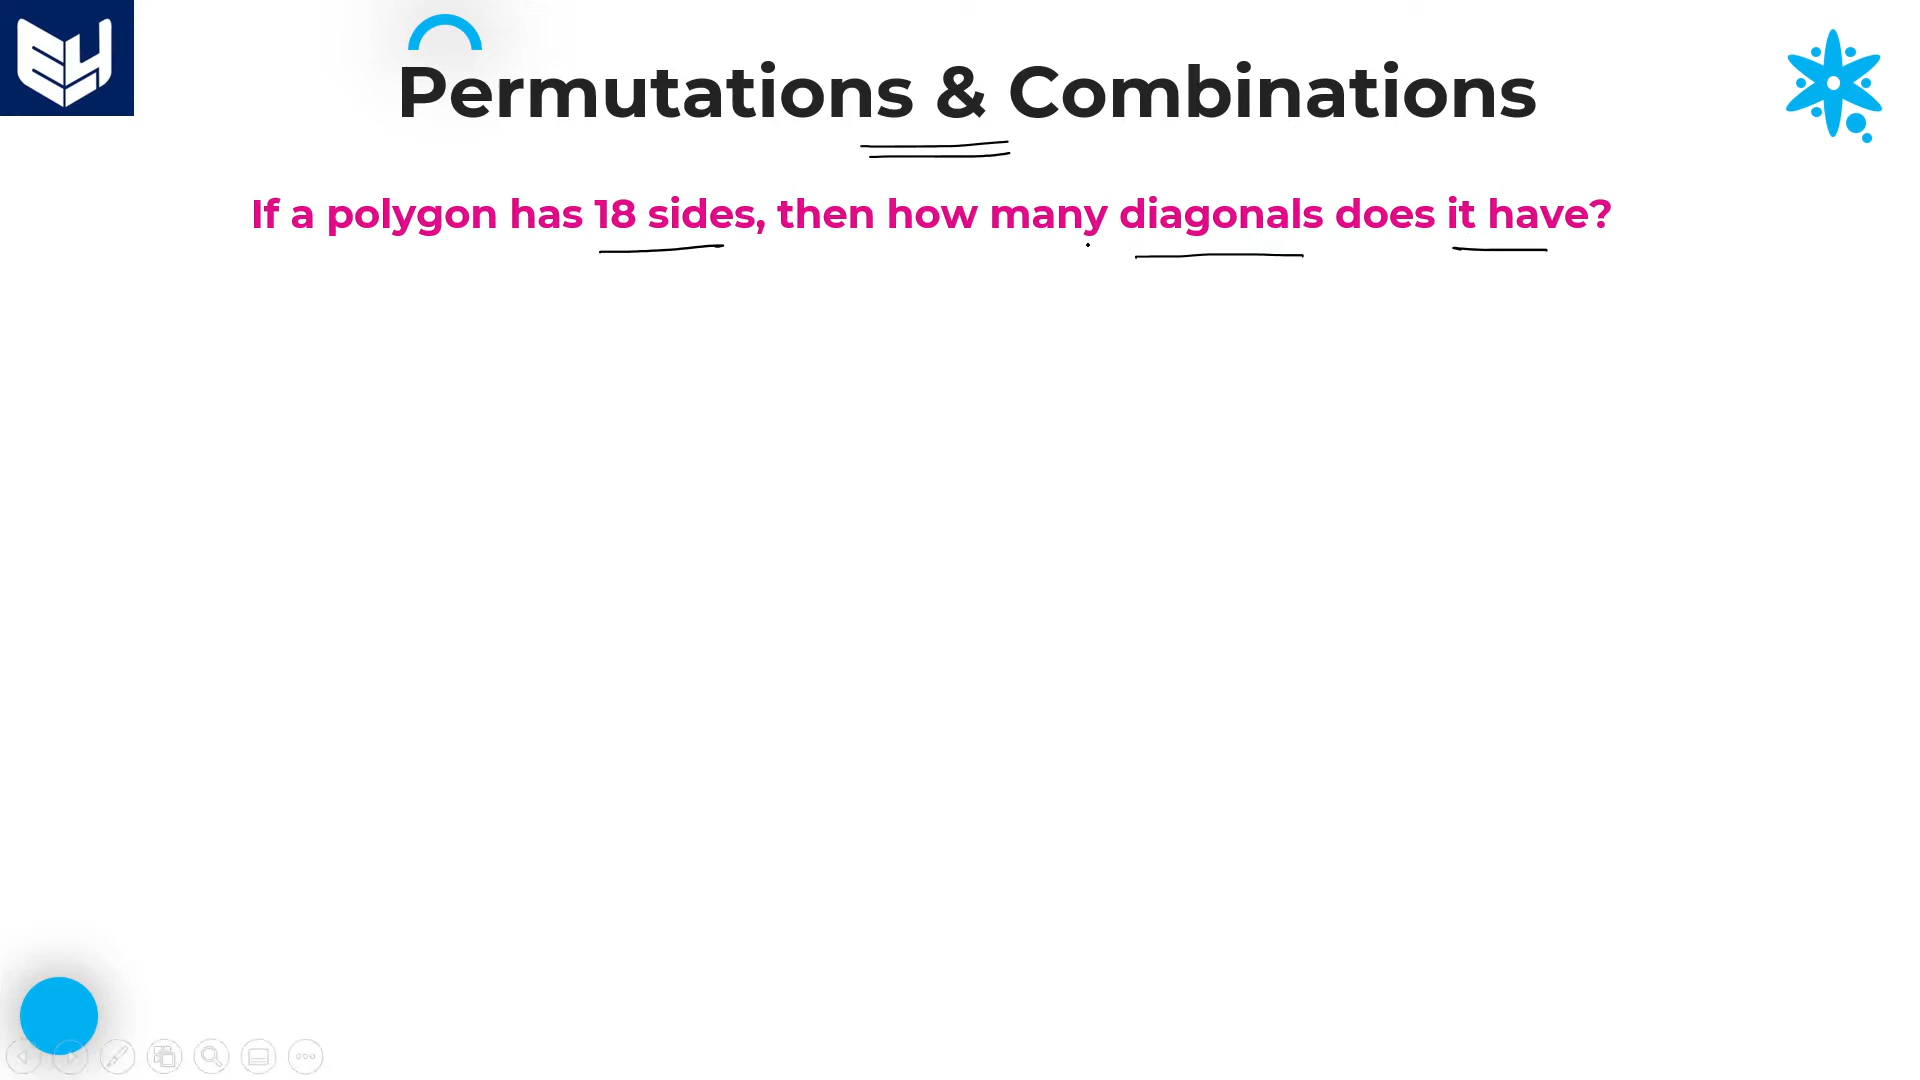 Permutations & Combinations
If a polygon has 18 sides, then how many diagonals does it have?